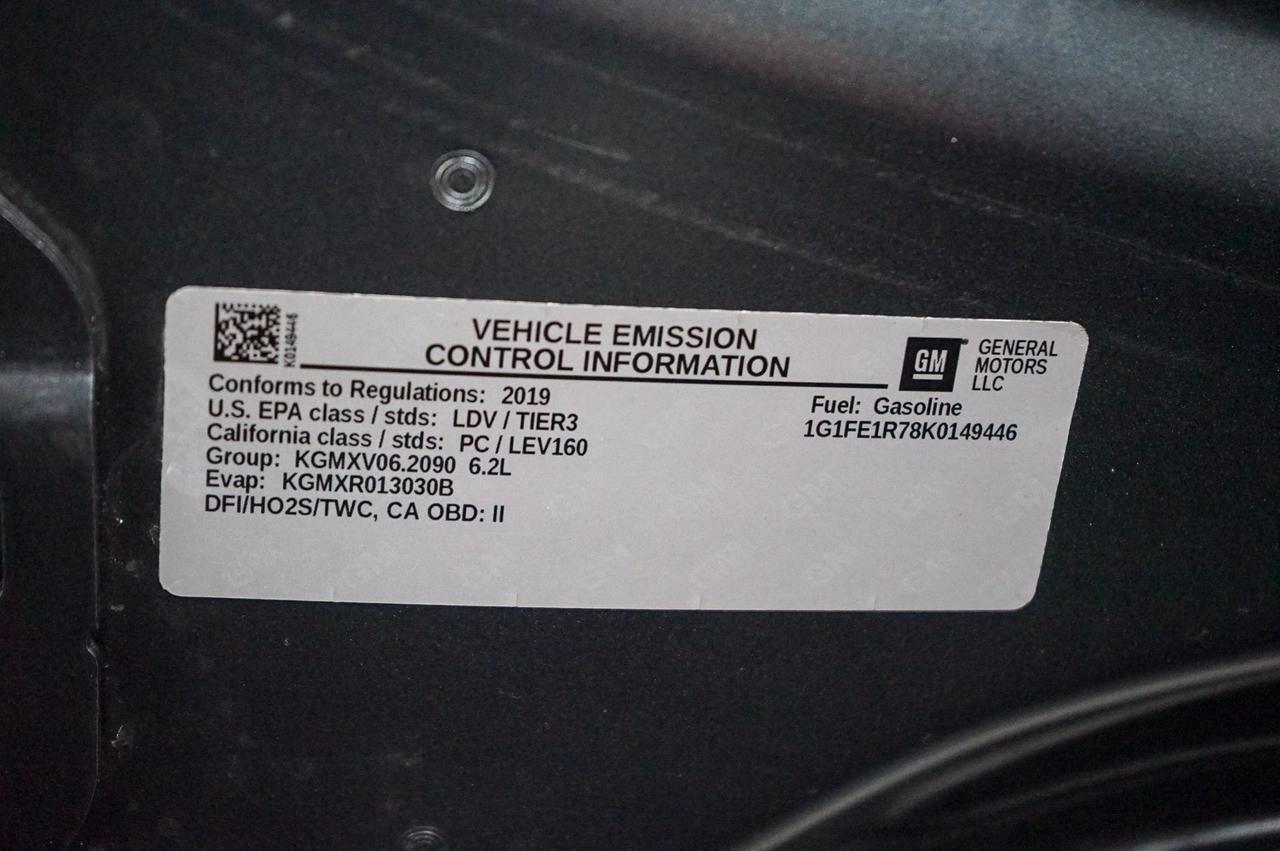 K0149446
VEHICLE EMISSION
CONTROL INFORMATION
GM
GENERAL
MOTORS
LLC
Conforms to Regulations: 2019
U.S. EPA class / stds: LDV / TIER3
California class / stds: PC / LEV160
Group: KGMXV06.2090 6.2L
Evap: KGMXR013030B
DFI/HO2S/TWC, CA OBD: II
Fuel: Gasoline
1G1FE1R78K0149446